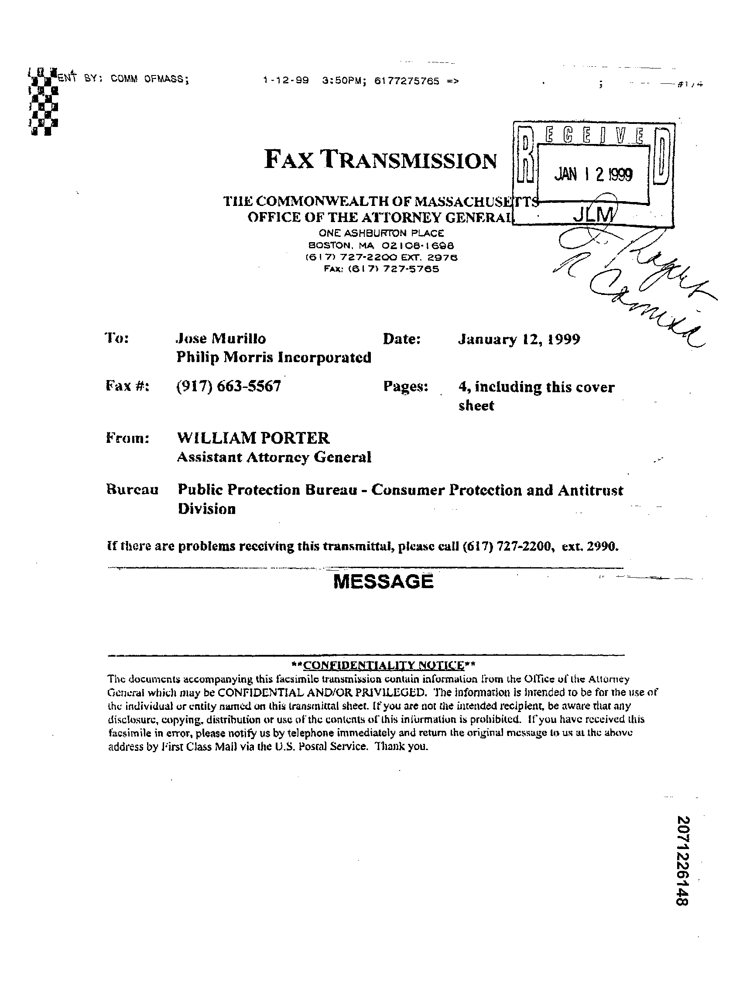 ENT BY: COMM OFMASS; 1-12-99 3:50PM; 6177275765 => ; #1/4
RECEIVED
JAN 12 1999
JLM
FAX TRANSMISSION
THE COMMONWEALTH OF MASSACHUSETTS
OFFICE OF THE ATTORNEY GENERAL
ONE ASHBURTON PLACE
BOSTON, MA 02108-1698
(617) 727-2200 EXT. 2976
FAX: (617) 727-5765
To: Jose Murillo Date: January 12, 1999
Philip Morris Incorporated
Fax #: (917) 663-5567 Pages: 4, including this cover
sheet
From: WILLIAM PORTER
Assistant Attorney General
Bureau Public Protection Bureau - Consumer Protection and Antitrust
Division
If there are problems receiving this transmittal, please call (617) 727-2200, ext. 2990.
MESSAGE
**CONFIDENTIALITY NOTICE**
The documents accompanying this facsimile transmission contain information from the Office of the Attorney
General which may be CONFIDENTIAL AND/OR PRIVILEGED. The information is intended to be for the use of
the individual or entity named on this transmittal sheet. If you are not the intended recipient, be aware that any
disclosure, copying, distribution or use of the contents of this information is prohibited. If you have received this
facsimile in error, please notify us by telephone immediately and return the original message to us at the above
address by First Class Mail via the U.S. Postal Service. Thank you.
2071226148